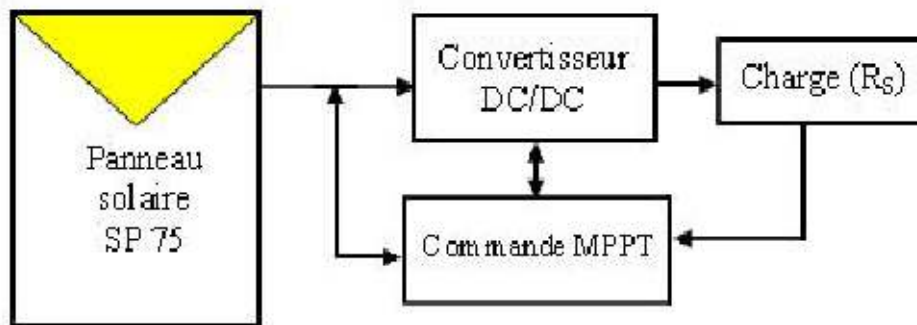 Panneau
solaire
SP 75
Convertisseur
DC/DC
Charge (Rs)
Commande MPPT